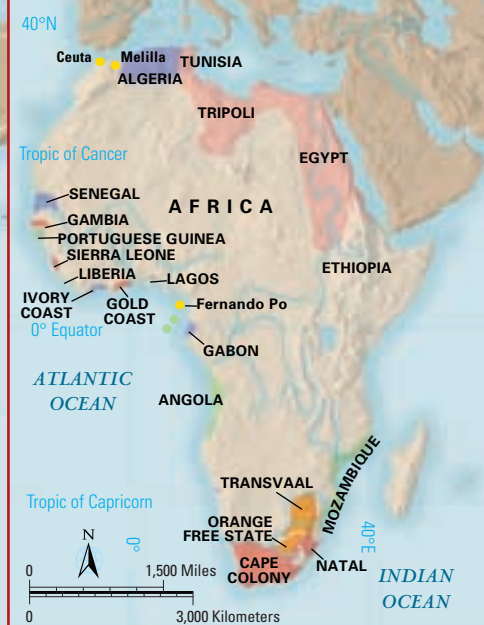 40°N
Ceuta
Melilla
TUNISIA
ALGERIA
TRIPOLI
Tropic of Cancer
EGYPT
SENEGAL
AFRICA
GAMBIA
PORTUGUESE GUINEA
SIERRA LEONE
ETHIOPIA
LIBERIA
LAGOS
IVORY
COAST
GOLD
COAST
Fernando Po
0° Equator
GABON
ATLANTIC
OCEAN
ANGOLA
MOZAMBIQUE
TRANSVAAL
Tropic of Capricorn
ORANGE
FREE STATE
N
0°
40°E
CAPE
COLONY
NATAL
0
1,500 Miles
INDIAN
OCEAN
0
3,000 Kilometers